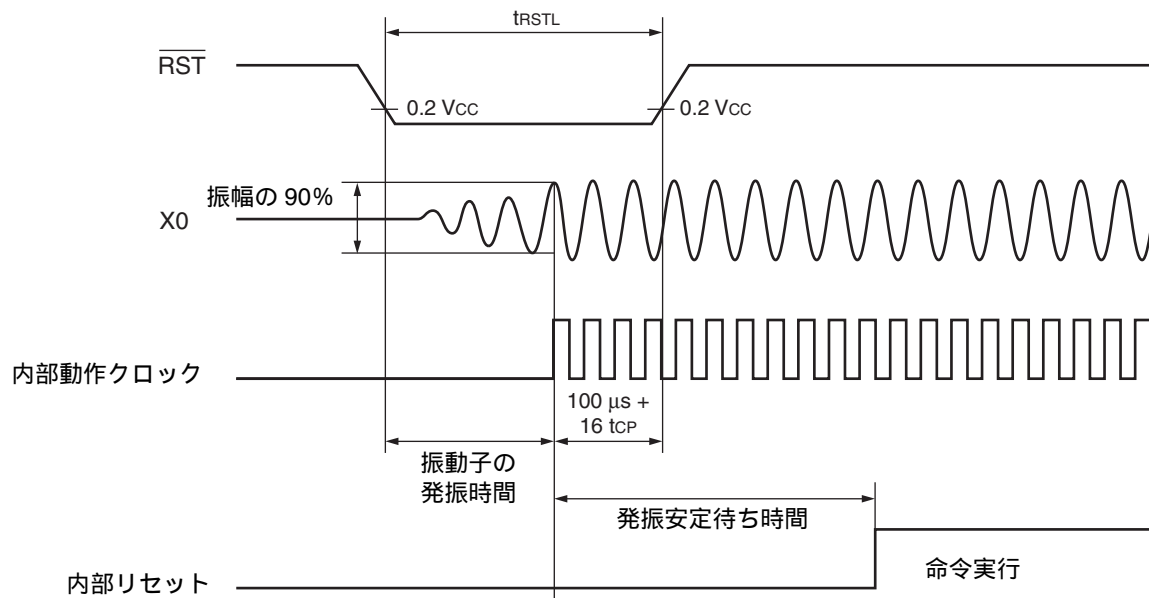 tRSTL
RST
0.2 VCC
0.2 VCC
振幅の 90%
X0
内部動作クロック
100 μs +
16 tCP
振動子の
発振時間
発振安定待ち時間
内部リセット
命令実行